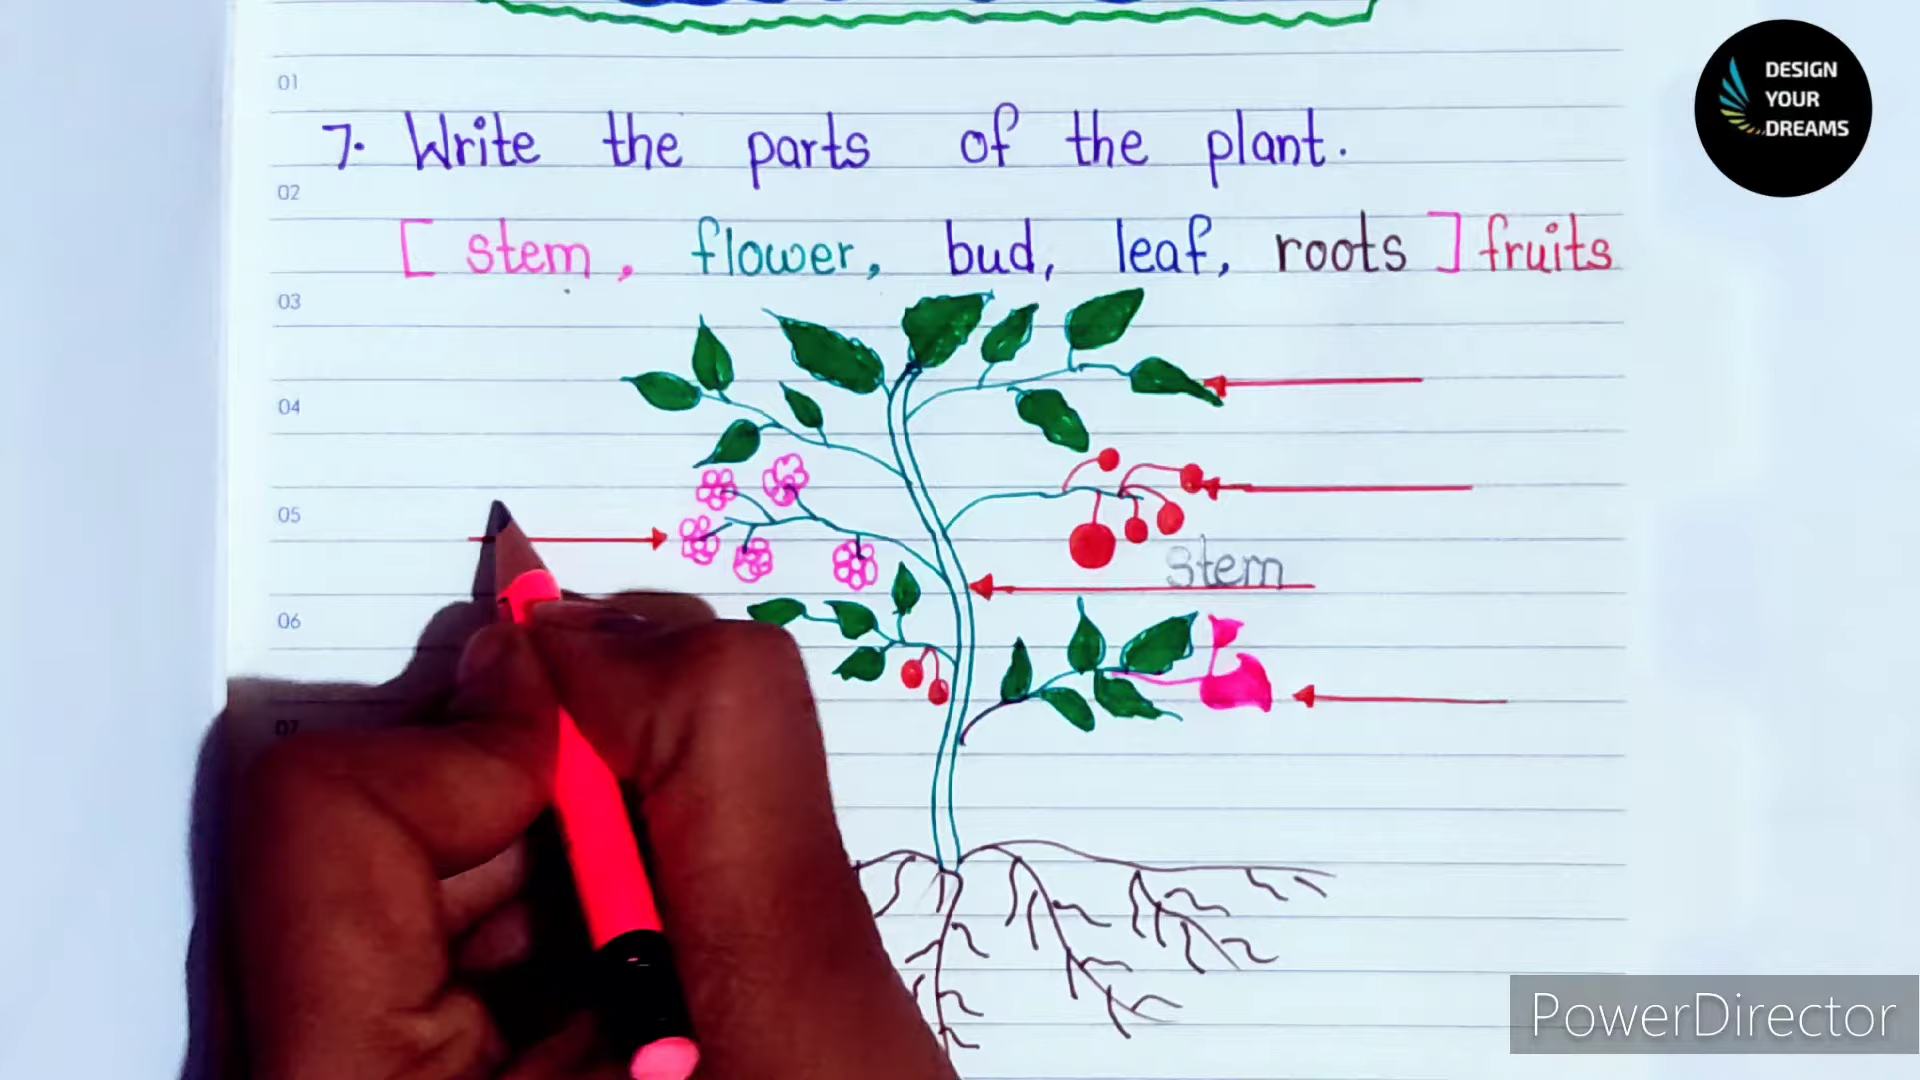 DESIGN
YOUR
DREAMS
01
7. Write the parts of the plant.
02
[ stem, flower, bud, leaf, roots ] fruits
03
04
05
stem
06
07
PowerDirector